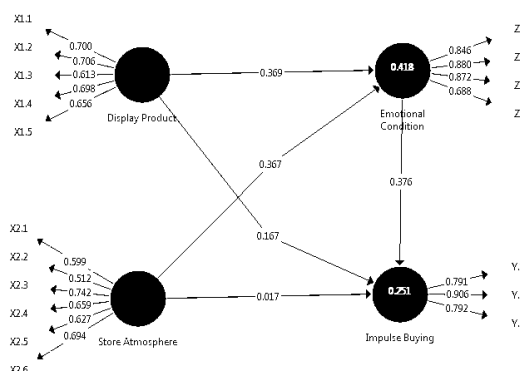 X1.1
X1.2
X1.3
X1.4
X1.5
0.700
0.706
0.613
0.698
0.656
Display Product
0.369
0.418
Emotional
Condition
0.846
0.880
0.872
0.688
Z
Z
Z
Z
0.367
0.376
0.167
X2.1
X2.2
X2.3
X2.4
X2.5
X2.6
0.599
0.512
0.742
0.659
0.627
0.694
Store Atmosphere
0.017
0.251
Impulse Buying
0.791
0.906
0.792
Y.
Y.
Y.